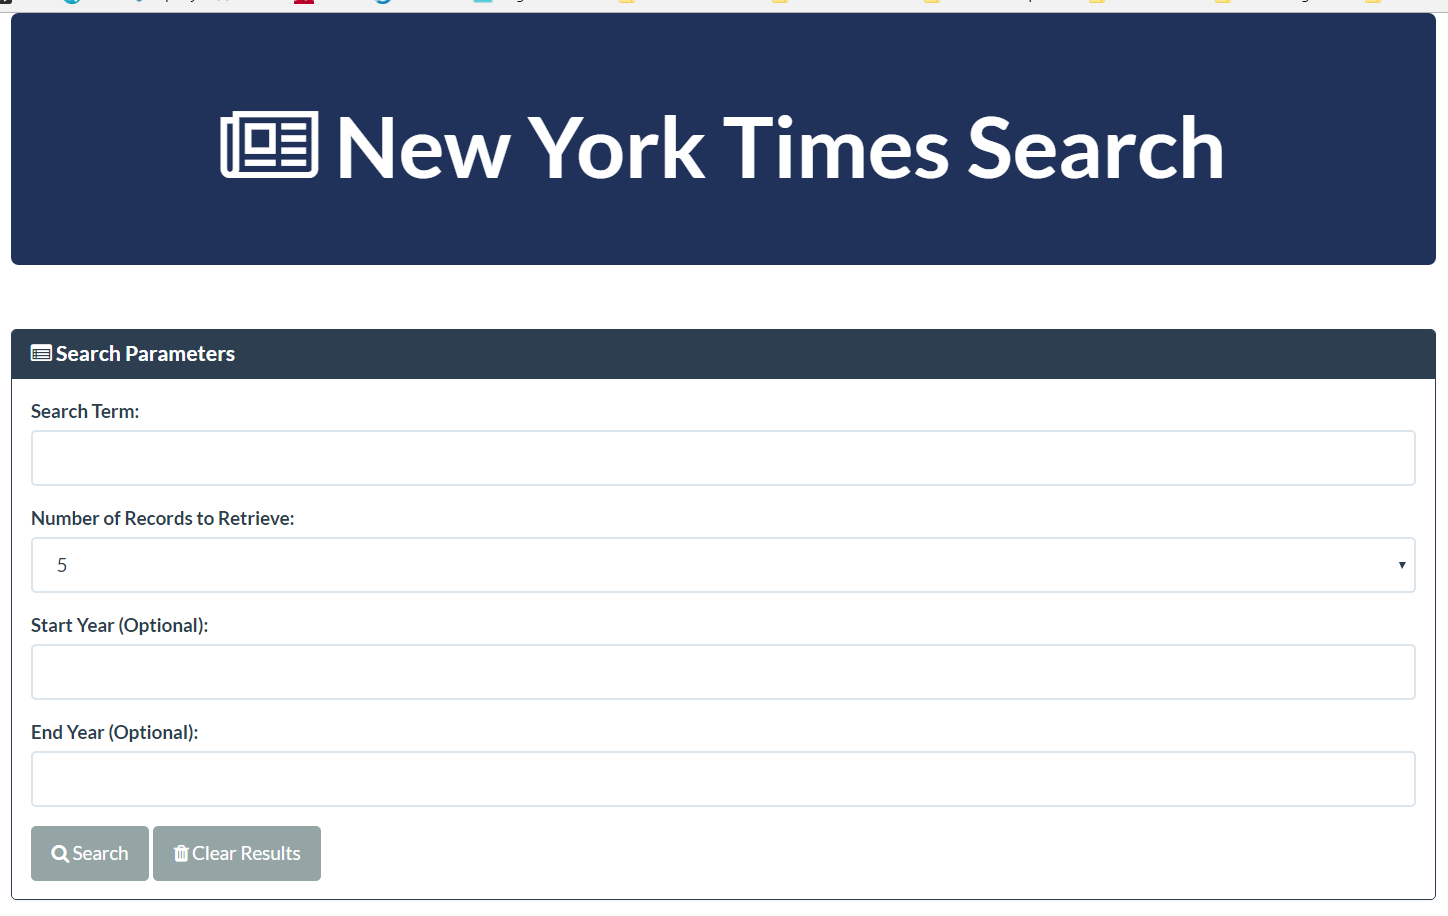 New York Times Search
Search Parameters
Search Term:
Number of Records to Retrieve:
5
Start Year (Optional):
End Year (Optional):
Search
Clear Results